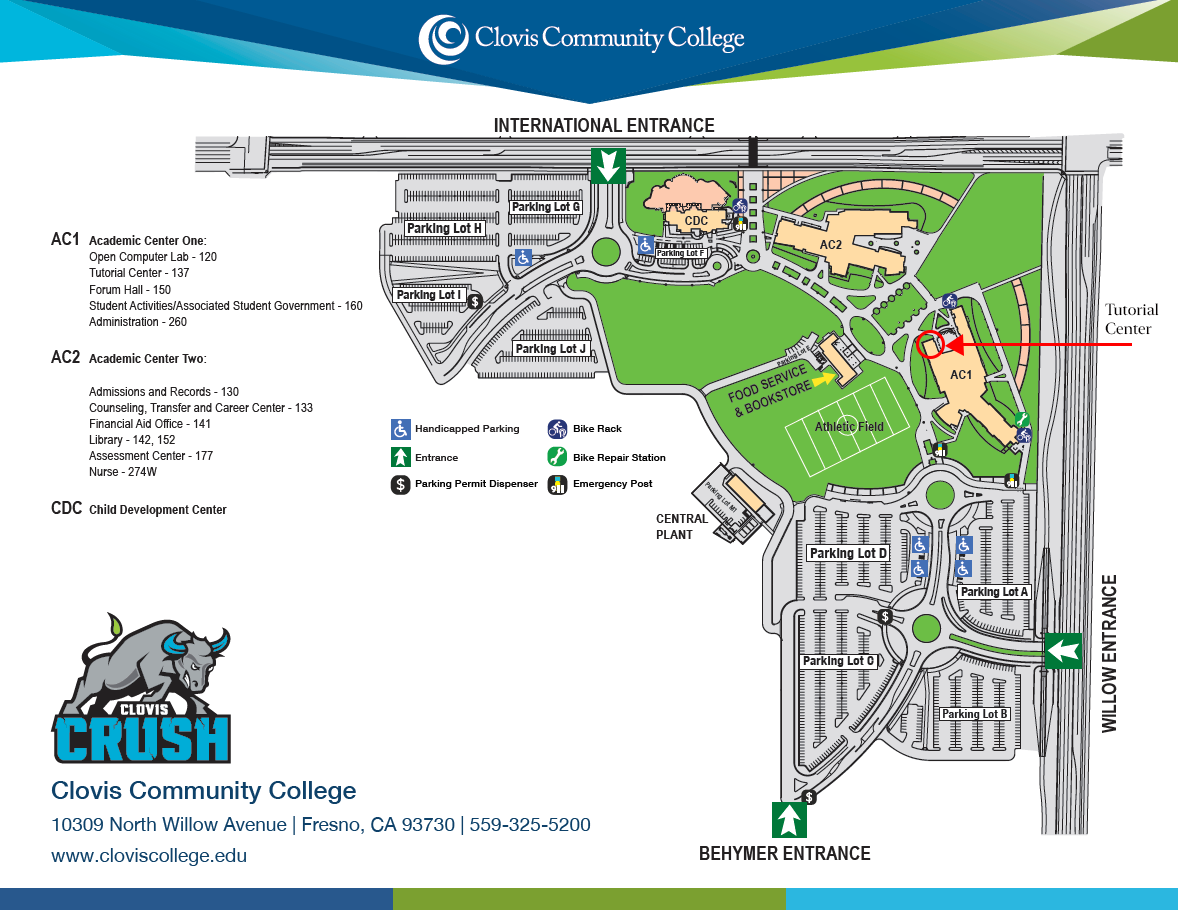 Clovis Community College
INTERNATIONAL ENTRANCE
AC1 Academic Center One:
Open Computer Lab - 120
Tutorial Center - 137
Forum Hall - 150
Student Activities/Associated Student Government - 160
Administration - 260
AC2 Academic Center Two:
Admissions and Records - 130
Counseling, Transfer and Career Center - 133
Financial Aid Office - 141
Library - 142, 152
Assessment Center - 177
Nurse - 274W
CDC Child Development Center
Parking Lot G
Parking Lot H
Parking Lot I
$
Parking Lot J
CDC
Parking Lot F
AC2
Tutorial
Center
AC1
Parking Lot E
FOOD SERVICE
& BOOKSTORE
Athletic Field
Handicapped Parking
Bike Rack
Entrance
Bike Repair Station
$ Parking Permit Dispenser
911 Emergency Post
Parking Lot M1
CENTRAL
PLANT
Parking Lot D
Parking Lot A
$
Parking Lot C
Parking Lot B
WILLOW ENTRANCE
$
BEHYMER ENTRANCE
CLOVIS
CRUSH
Clovis Community College
10309 North Willow Avenue | Fresno, CA 93730 | 559-325-5200
www.cloviscollege.edu